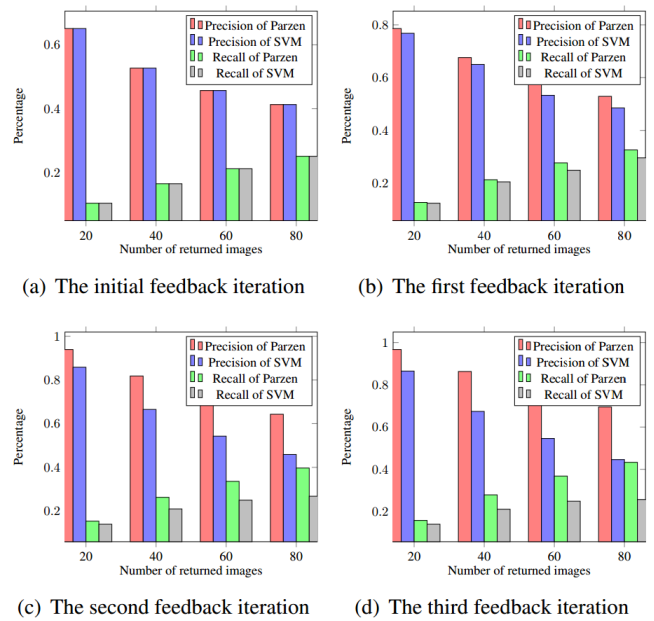 Precision of Parzen
Precision of SVM
Recall of Parzen
Recall of SVM
0.6
0.4
0.2
Percentage
20 40 60 80
Number of returned images
(a) The initial feedback iteration
Precision of Parzen
Precision of SVM
Recall of Parzen
Recall of SVM
0.8
0.6
0.4
0.2
Percentage
20 40 60 80
Number of returned images
(b) The first feedback iteration
Precision of Parzen
Precision of SVM
Recall of Parzen
Recall of SVM
1
0.8
0.6
0.4
0.2
Percentage
20 40 60 80
Number of returned images
(c) The second feedback iteration
Precision of Parzen
Precision of SVM
Recall of Parzen
Recall of SVM
1
0.8
0.6
0.4
0.2
Percentage
20 40 60 80
Number of returned images
(d) The third feedback iteration